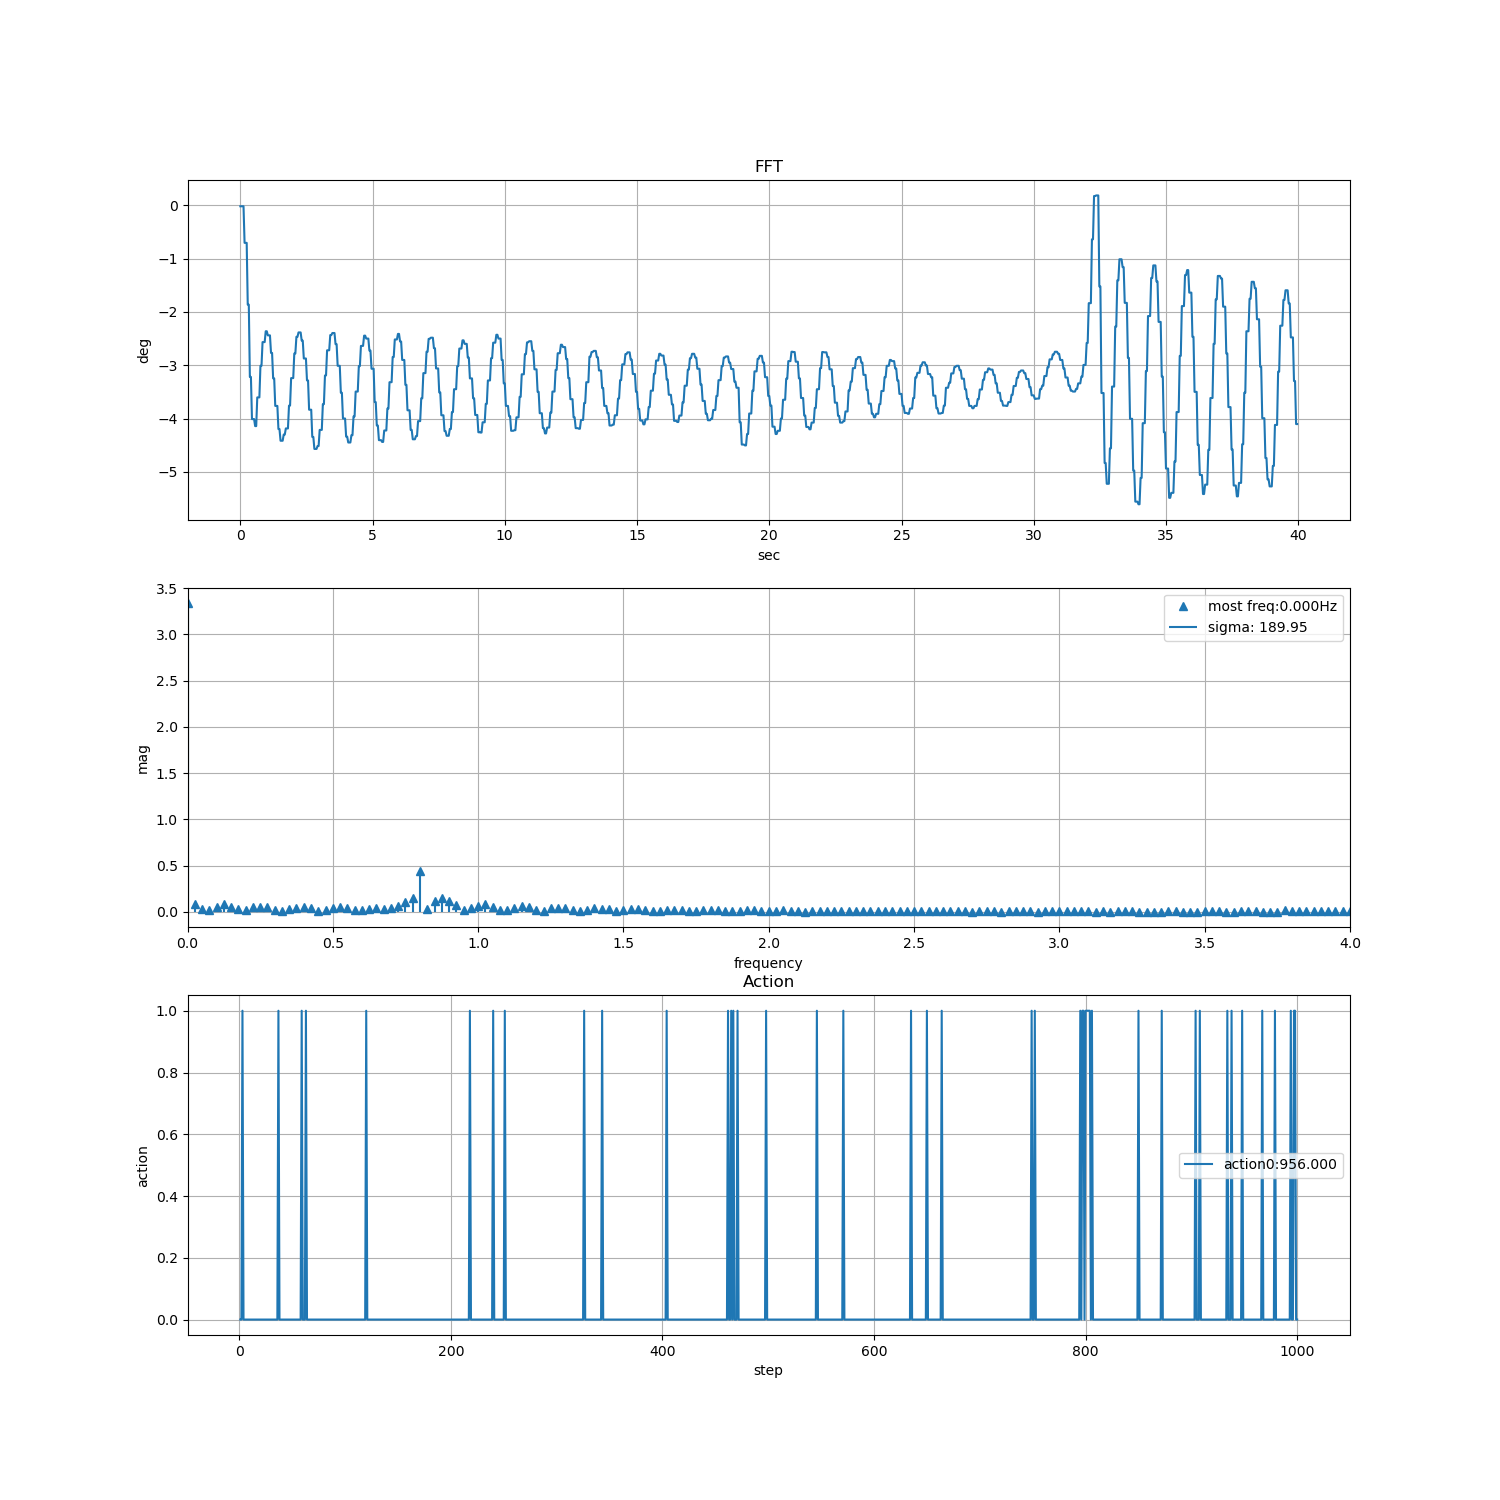 FFT
0
−1
−2
−3
−4
−5
deg
0 5 10 15 20 25 30 35 40
sec
3.5
3.0
2.5
2.0
1.5
1.0
0.5
0.0
mag
most freq:0.000Hz
sigma: 189.95
0.0 0.5 1.0 1.5 2.0 2.5 3.0 3.5 4.0
frequency
Action
1.0
0.8
0.6
0.4
0.2
0.0
action
action0:956.000
0 200 400 600 800 1000
step